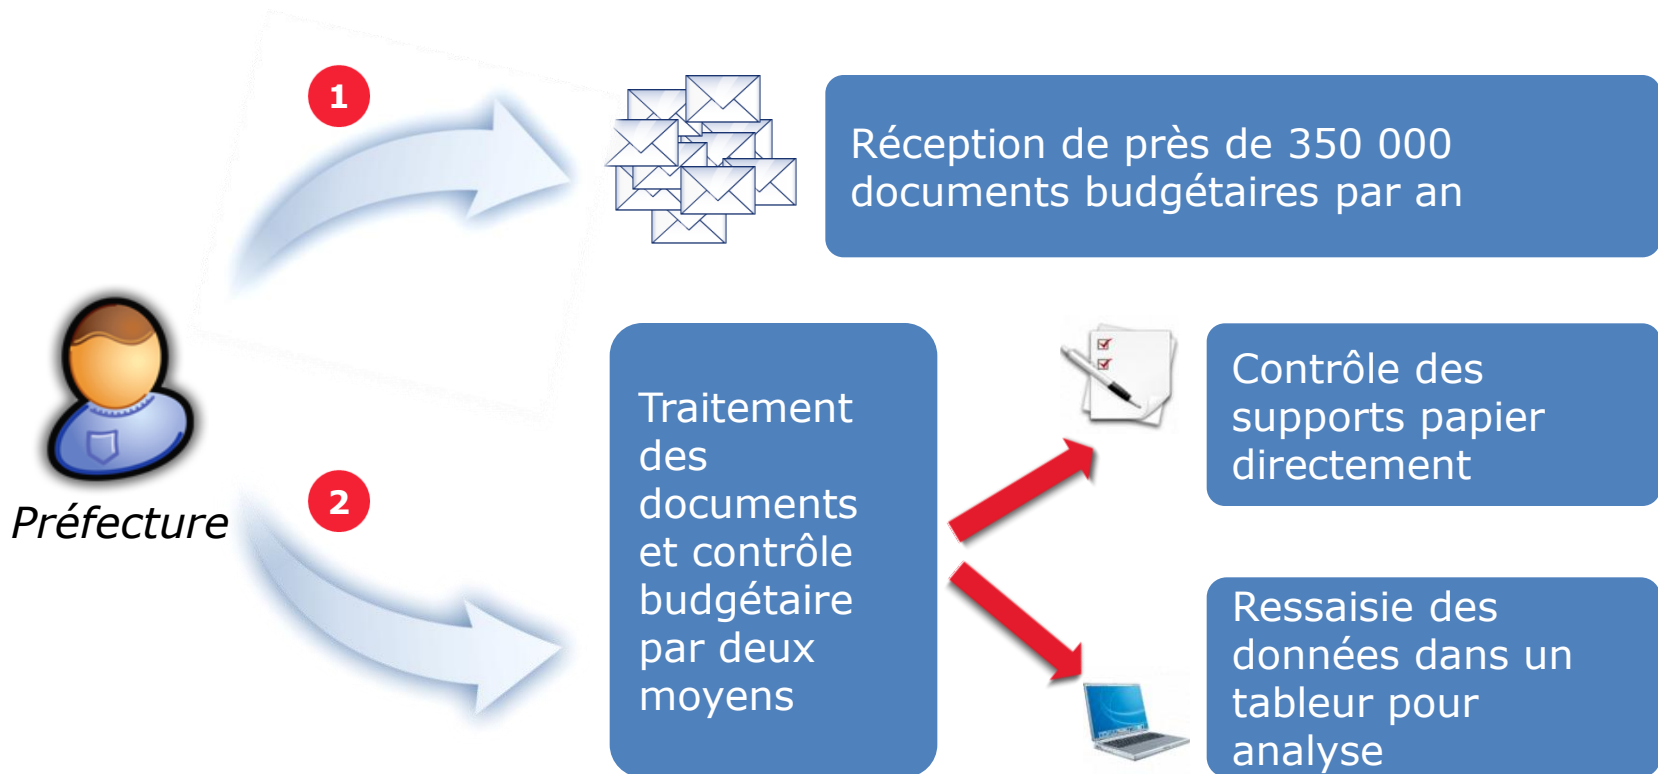 1
Réception de près de 350 000
documents budgétaires par an
Préfecture
2
Traitement
des
documents
et contrôle
budgétaire
par deux
moyens
Contrôle des
supports papier
directement
Ressaisie des
données dans un
tableur pour
analyse